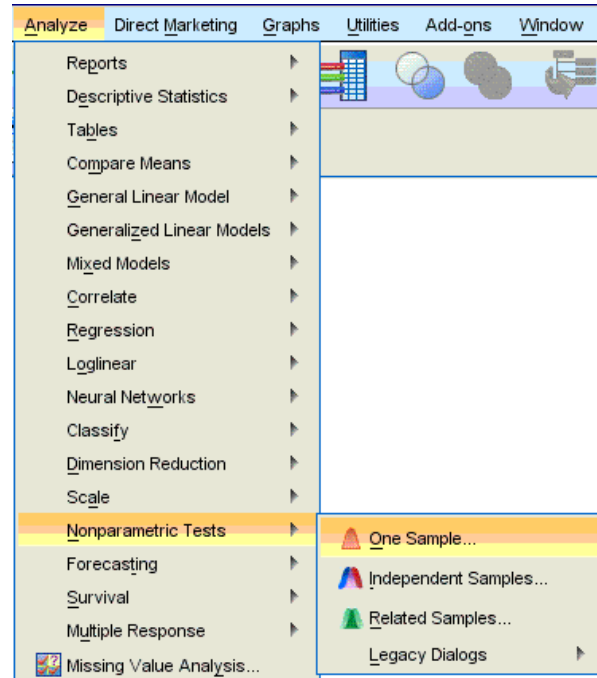 Analyze Direct Marketing Graphs Utilities Add-ons Window
Reports
Descriptive Statistics
Tables
Compare Means
General Linear Model
Generalized Linear Models
Mixed Models
Correlate
Regression
Loglinear
Neural Networks
Classify
Dimension Reduction
Scale
Nonparametric Tests
One Sample...
Forecasting
Independent Samples...
Survival
Related Samples...
Multiple Response
Legacy Dialogs
Missing Value Analysis...